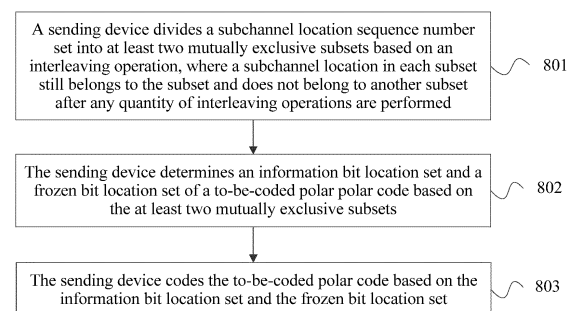 A sending device divides a subchannel location sequence number
set into at least two mutually exclusive subsets based on an
interleaving operation, where a subchannel location in each subset
still belongs to the subset and does not belong to another subset
after any quantity of interleaving operations are performed
801
The sending device determines an information bit location set and a
frozen bit location set of a to-be-coded polar polar code based on
the at least two mutually exclusive subsets
802
The sending device codes the to-be-coded polar code based on the
information bit location set and the frozen bit location set
803